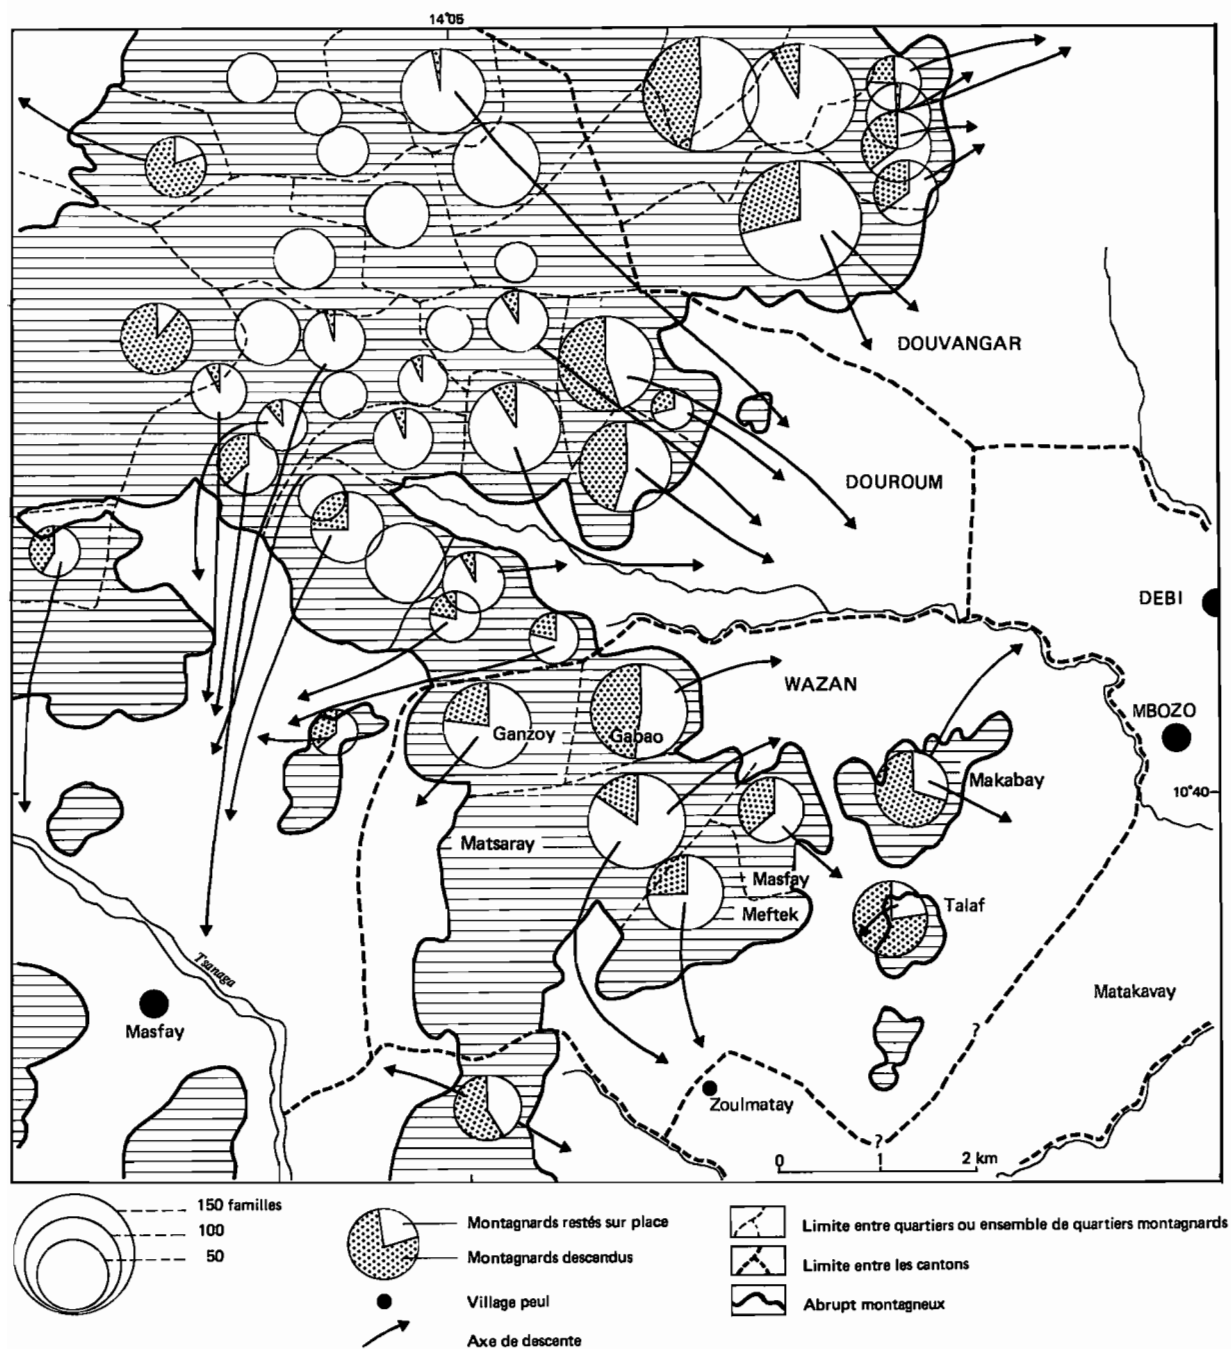 14°05
DOUVANGAR
DOUROUM
DEBI
WAZAN
MBOZO
Ganzoy
Gabao
Makabay
10°40
Matsaray
Masfay
Talaf
Meftek
Tsanaga
Matakavay
Masfay
?
Zoulmatay
?
0 1 2 km
150 familles
100
50
Montagnards restés sur place
Montagnards descendus
Village peul
Axe de descente
Limite entre quartiers ou ensemble de quartiers montagnards
Limite entre les cantons
Abrupt montagneux